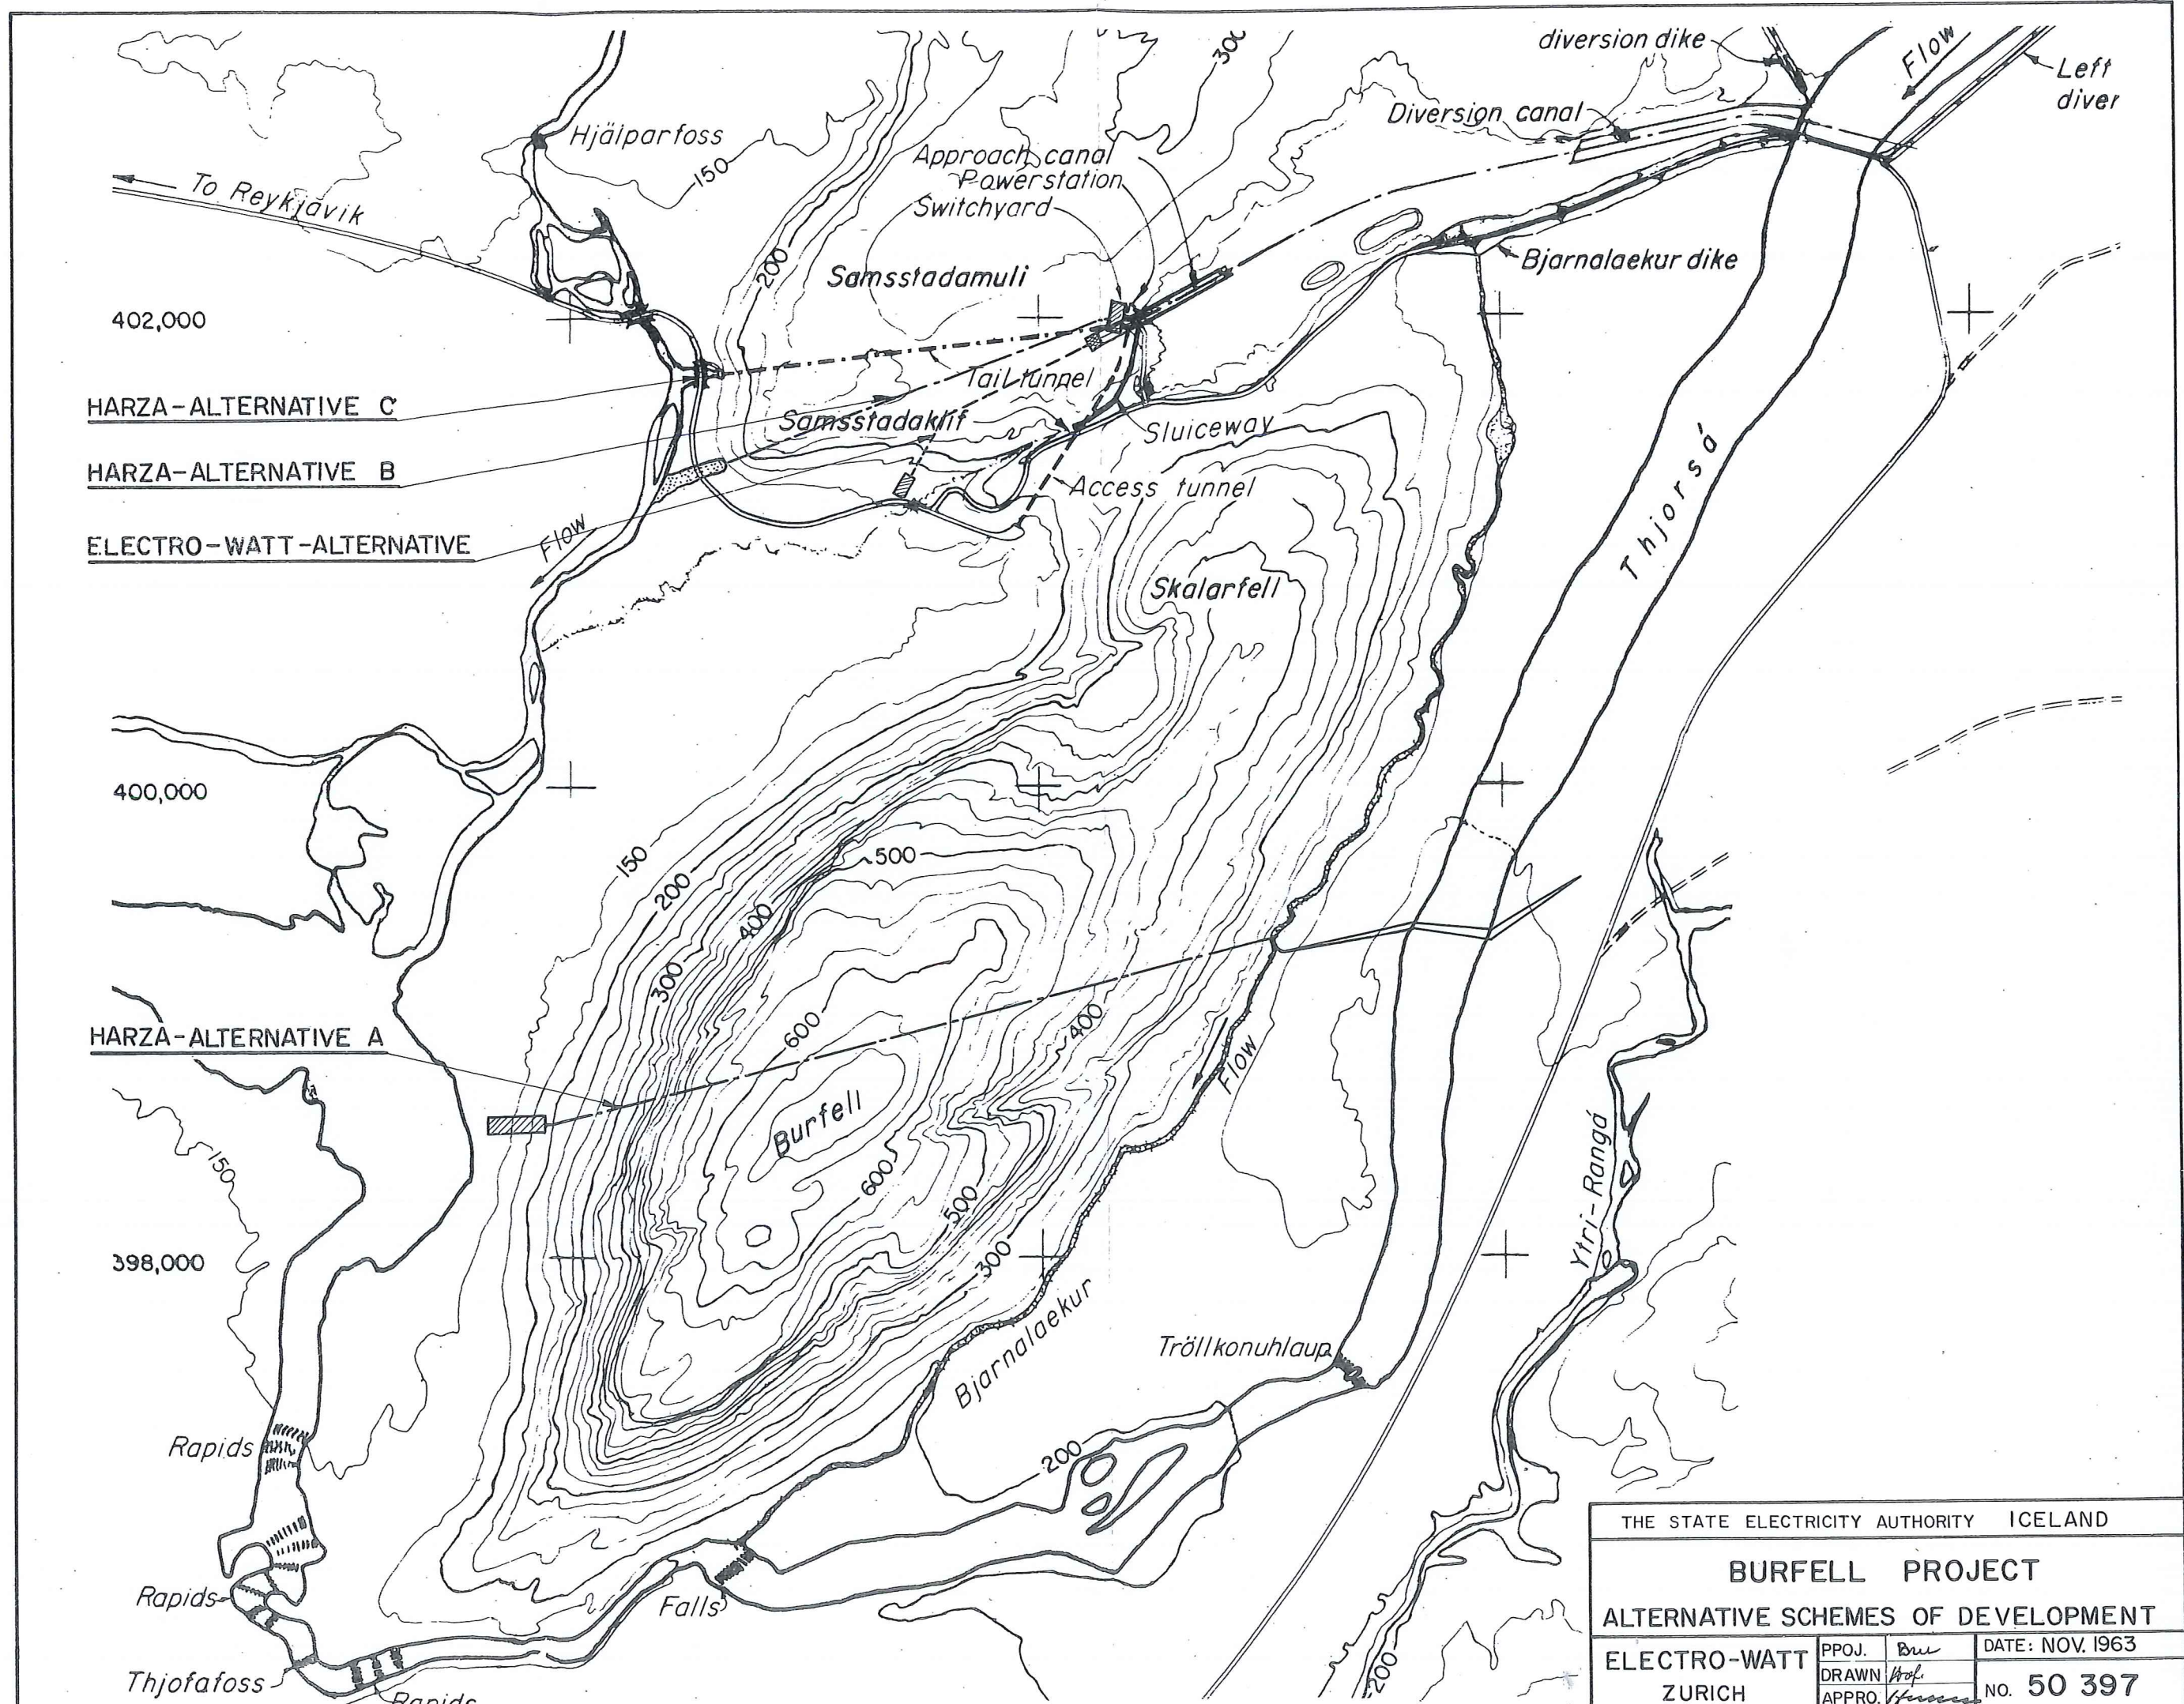 diversion dike
Flow
Left
diver
Diversion canal
Hjálparfoss
300
150
Approach canal
Powerstation
Switchyard
To Reykjavik
200
Samsstadamuli
Bjarnalaekur dike
402,000
Tail tunnel
HARZA-ALTERNATIVE C
Samsstadaklif
Sluiceway
HARZA-ALTERNATIVE B
Access tunnel
ELECTRO-WATT-ALTERNATIVE
Flow
Thjorsá
Skalarfell
400,000
150
500
200
400
300
600
400
HARZA-ALTERNATIVE A
Flow
Burfell
150
600
500
Ytri-Rangá
300
398,000
Bjarnalaekur
Tröllkonuhlaup
Rapids
200
Rapids
Falls
Thjofafoss
Rapids
200
THE STATE ELECTRICITY AUTHORITY ICELAND
BURFELL PROJECT
ALTERNATIVE SCHEMES OF DEVELOPMENT
ELECTRO-WATT
ZURICH
PPOJ.
DRAWN
APPRO.
DATE: NOV. 1963
NO. 50 397